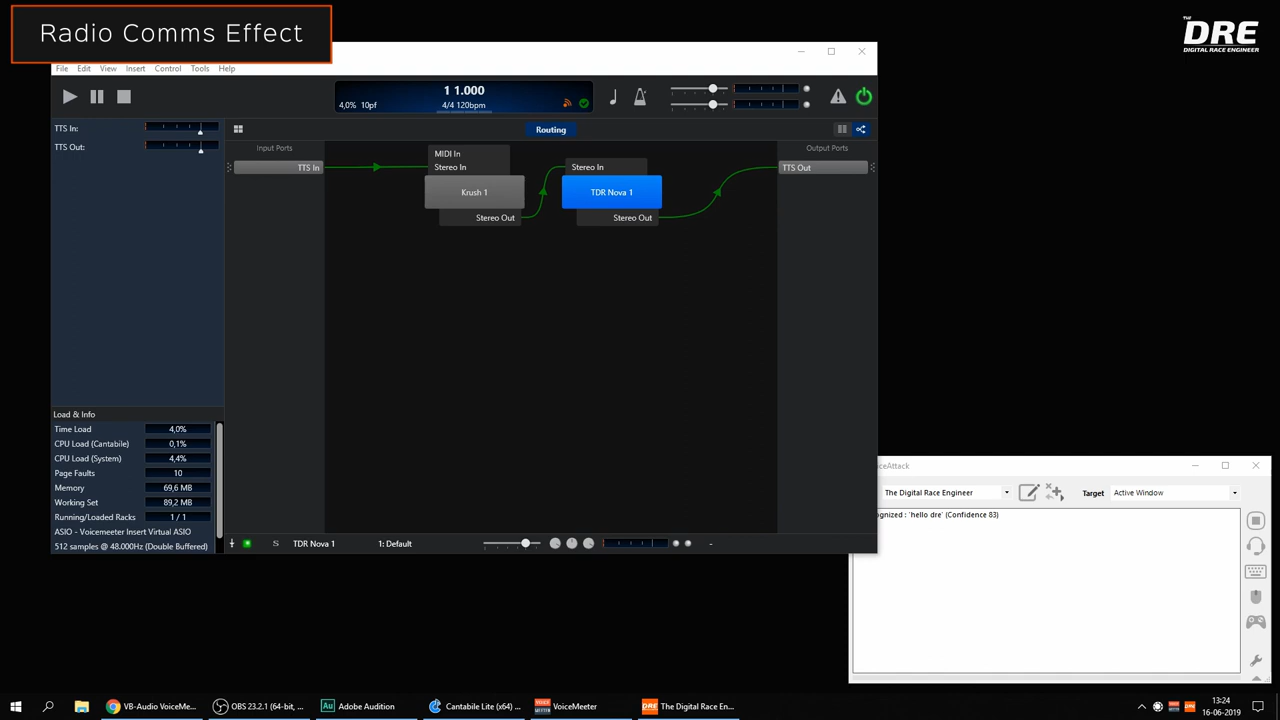 Radio Comms Effect
THE
DRE
DIGITAL RACE ENGINEER
File Edit View Insert Control Tools Help
1 1.000
4,0% 10pf 4/4 120bpm
TTS In:
TTS Out:
Routing
Input Ports
Output Ports
TTS In
MIDI In
Stereo In
Krush 1
Stereo Out
Stereo In
TDR Nova 1
Stereo Out
TTS Out
Load & Info
Time Load 4,0%
CPU Load (Cantabile) 0,1%
CPU Load (System) 4,4%
Page Faults 10
Memory 69,6 MB
Working Set 89,2 MB
Running/Loaded Racks 1 / 1
ASIO - Voicemeeter Insert Virtual ASIO
512 samples @ 48.000Hz (Double Buffered)
S TDR Nova 1 1: Default -
iceAttack
The Digital Race Engineer Target Active Window
ognized : 'hello dre' (Confidence 83)
VB-Audio VoiceMe... OBS 23.2.1 (64-bit, ... Au Adobe Audition Cantabile Lite (x64) ... VoiceMeeter DRE The Digital Race En...
13:24
16-06-2019